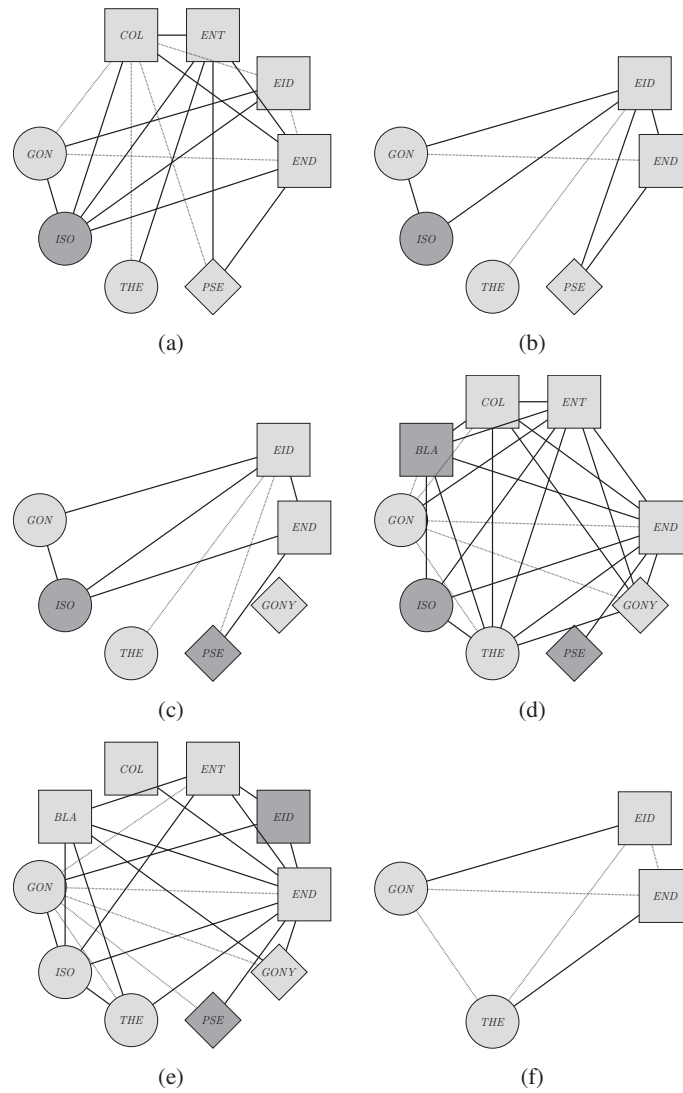 COL ENT
EID
GON
END
ISO
THE PSE
(a)
EID
GON
END
ISO
THE PSE
(b)
EID
GON
END
ISO
GONY
THE PSE
(c)
COL ENT
BLA
GON
END
ISO
GONY
THE PSE
(d)
COL ENT
BLA
EID
GON
END
ISO
GONY
THE PSE
(e)
EID
GON
END
THE
(f)